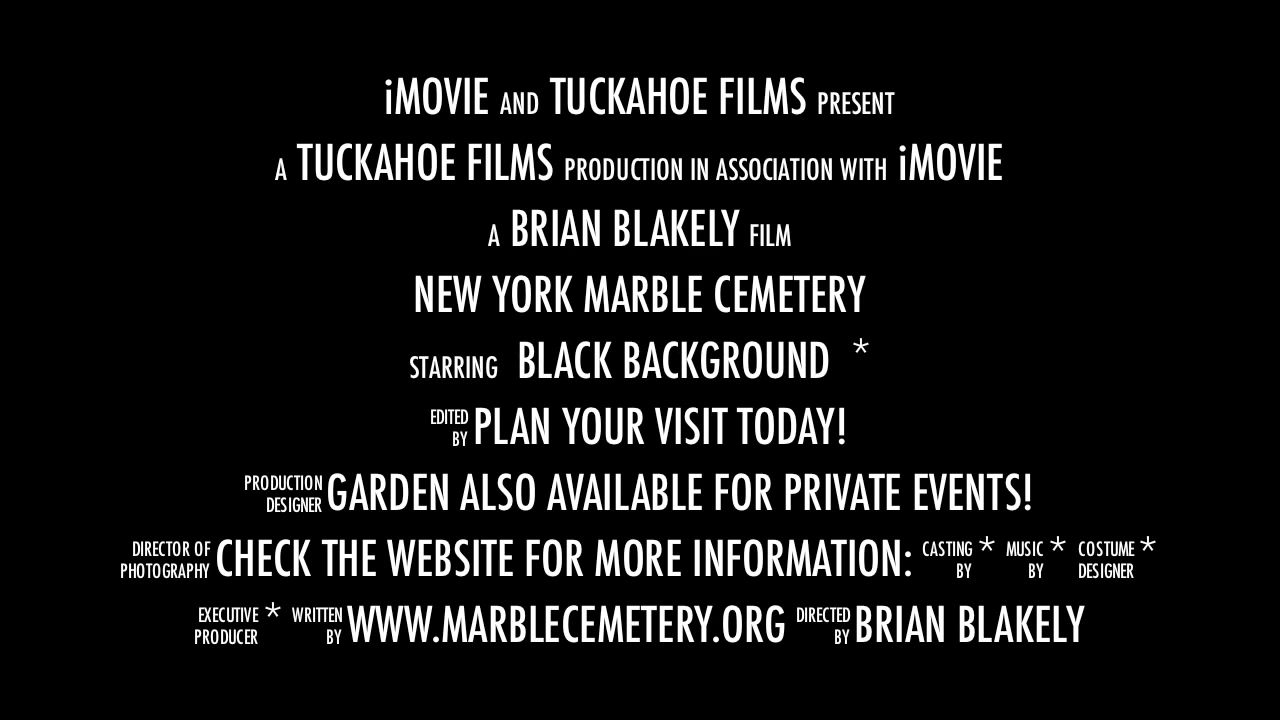 iMOVIE AND TUCKAHOE FILMS PRESENT
A TUCKAHOE FILMS PRODUCTION IN ASSOCIATION WITH iMOVIE
A BRIAN BLAKELY FILM
NEW YORK MARBLE CEMETERY
STARRING BLACK BACKGROUND *
EDITED BY PLAN YOUR VISIT TODAY!
PRODUCTION DESIGNER GARDEN ALSO AVAILABLE FOR PRIVATE EVENTS!
DIRECTOR OF PHOTOGRAPHY CHECK THE WEBSITE FOR MORE INFORMATION: CASTING BY * MUSIC BY * COSTUME DESIGNER *
EXECUTIVE PRODUCER * WRITTEN BY WWW.MARBLECEMETERY.ORG DIRECTED BY BRIAN BLAKELY